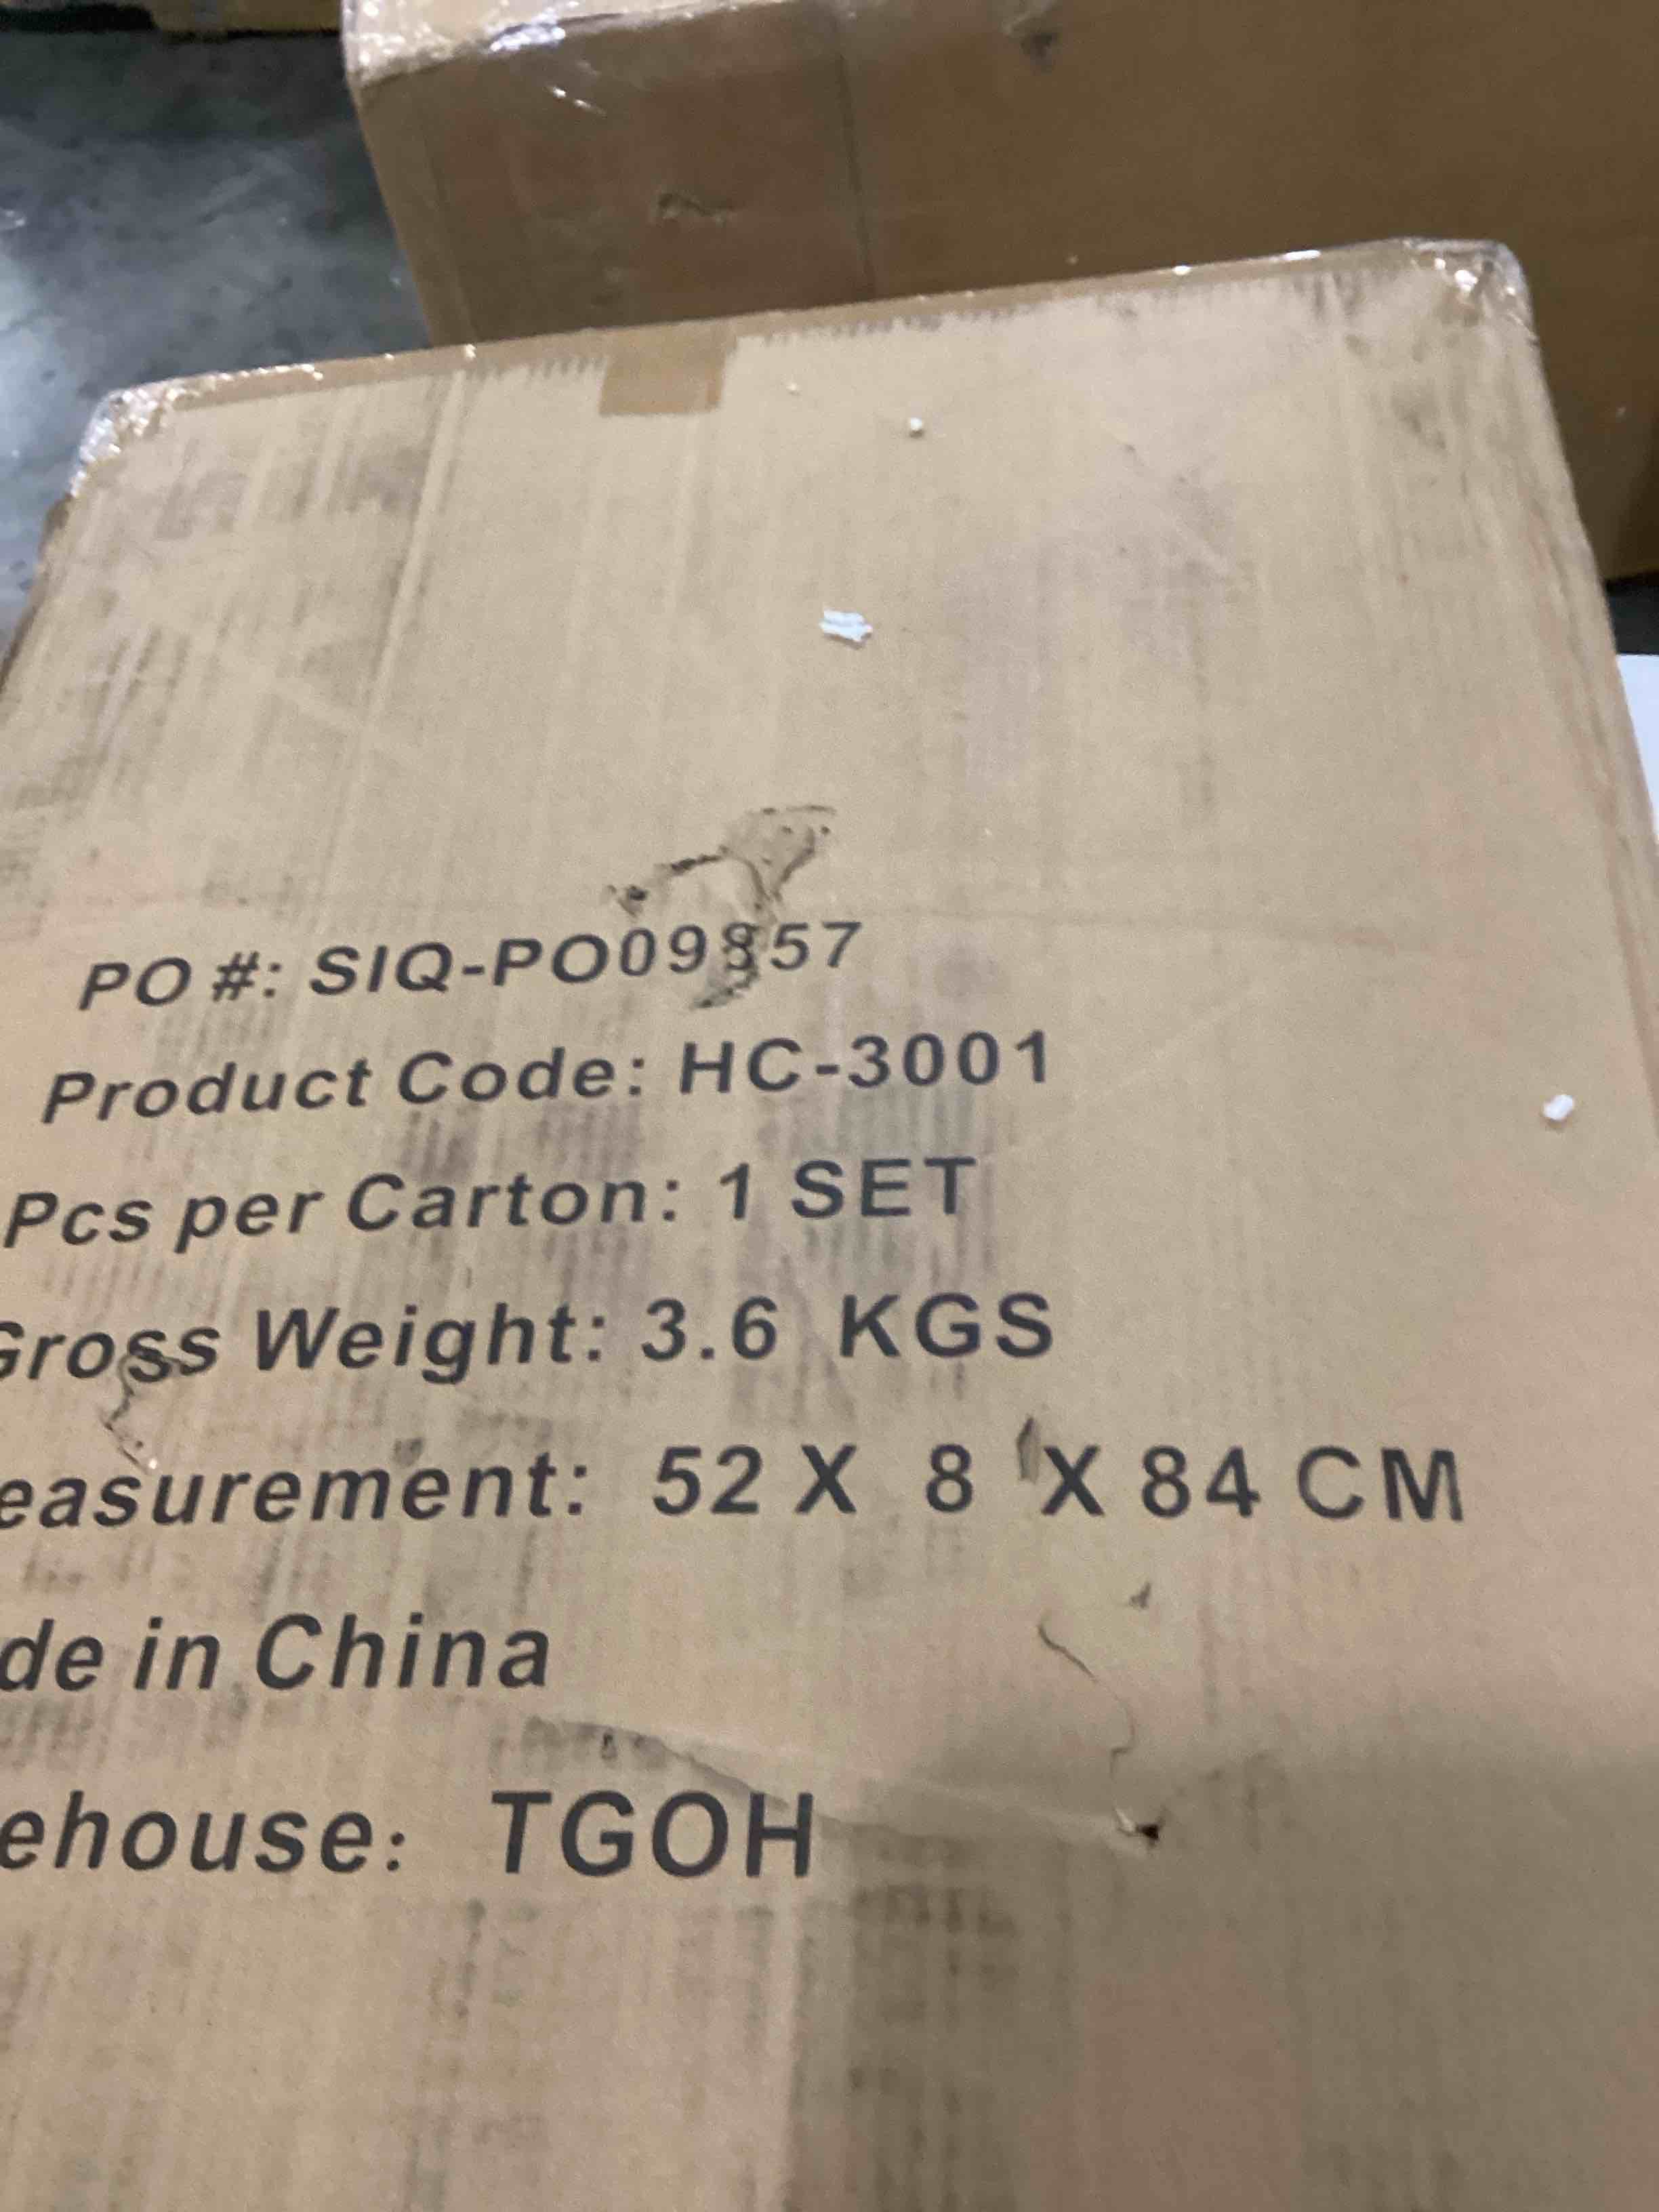 PO #: SIQ-PO09857
Product Code: HC-3001
Pcs per Carton: 1 SET
Gross Weight: 3.6 KGS
easurement: 52 X 8 X 84 CM
de in China
ehouse: TGOH